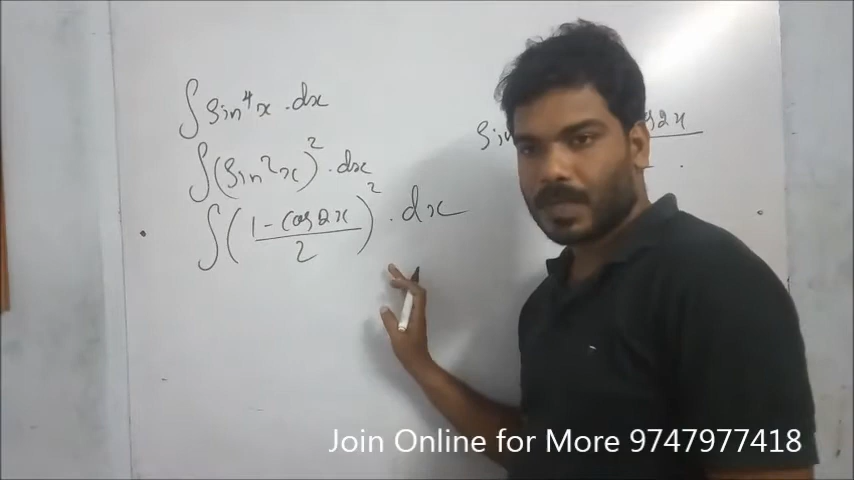 ∫ sin⁴x . dx
∫ (sin²x)² . dx
∫ (1 - cos2x / 2)² . dx
Join Online for More 9747977418